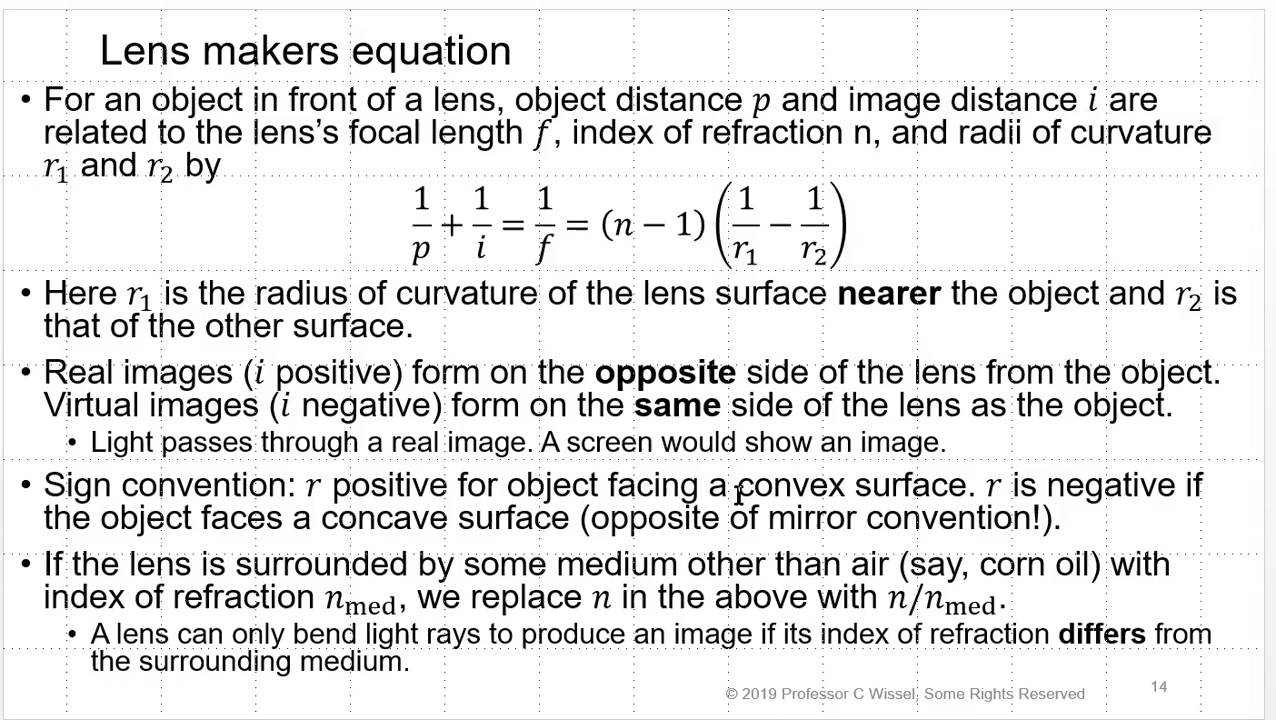 Lens makers equation
• For an object in front of a lens, object distance p and image distance i are
related to the lens's focal length f, index of refraction n, and radii of curvature
r₁ and r₂ by
1/p + 1/i = 1/f = (n − 1)(1/r₁ − 1/r₂)
• Here r₁ is the radius of curvature of the lens surface nearer the object and r₂ is
that of the other surface.
• Real images (i positive) form on the opposite side of the lens from the object.
Virtual images (i negative) form on the same side of the lens as the object.
• Light passes through a real image. A screen would show an image.
• Sign convention: r positive for object facing a convex surface. r is negative if
the object faces a concave surface (opposite of mirror convention!).
• If the lens is surrounded by some medium other than air (say, corn oil) with
index of refraction n_med, we replace n in the above with n/n_med.
• A lens can only bend light rays to produce an image if its index of refraction differs from
the surrounding medium.
© 2019 Professor C Wissel, Some Rights Reserved
14